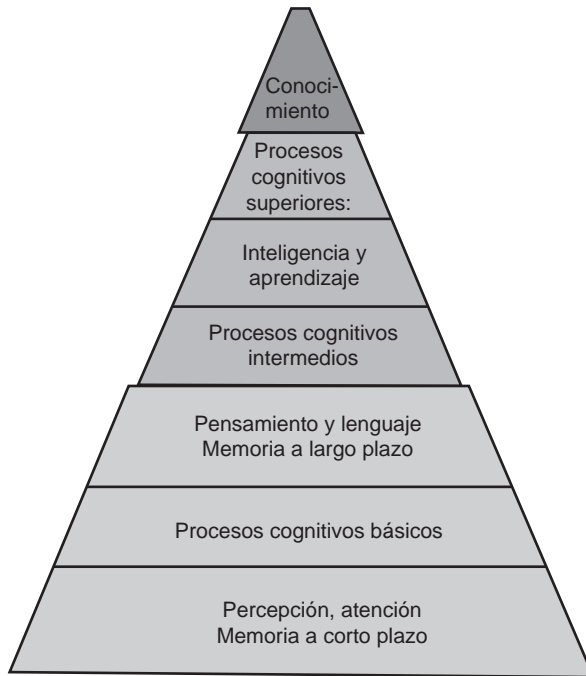 Conoci-
miento
Procesos
cognitivos
superiores:
Inteligencia y
aprendizaje
Procesos cognitivos
intermedios
Pensamiento y lenguaje
Memoria a largo plazo
Procesos cognitivos básicos
Percepción, atención
Memoria a corto plazo